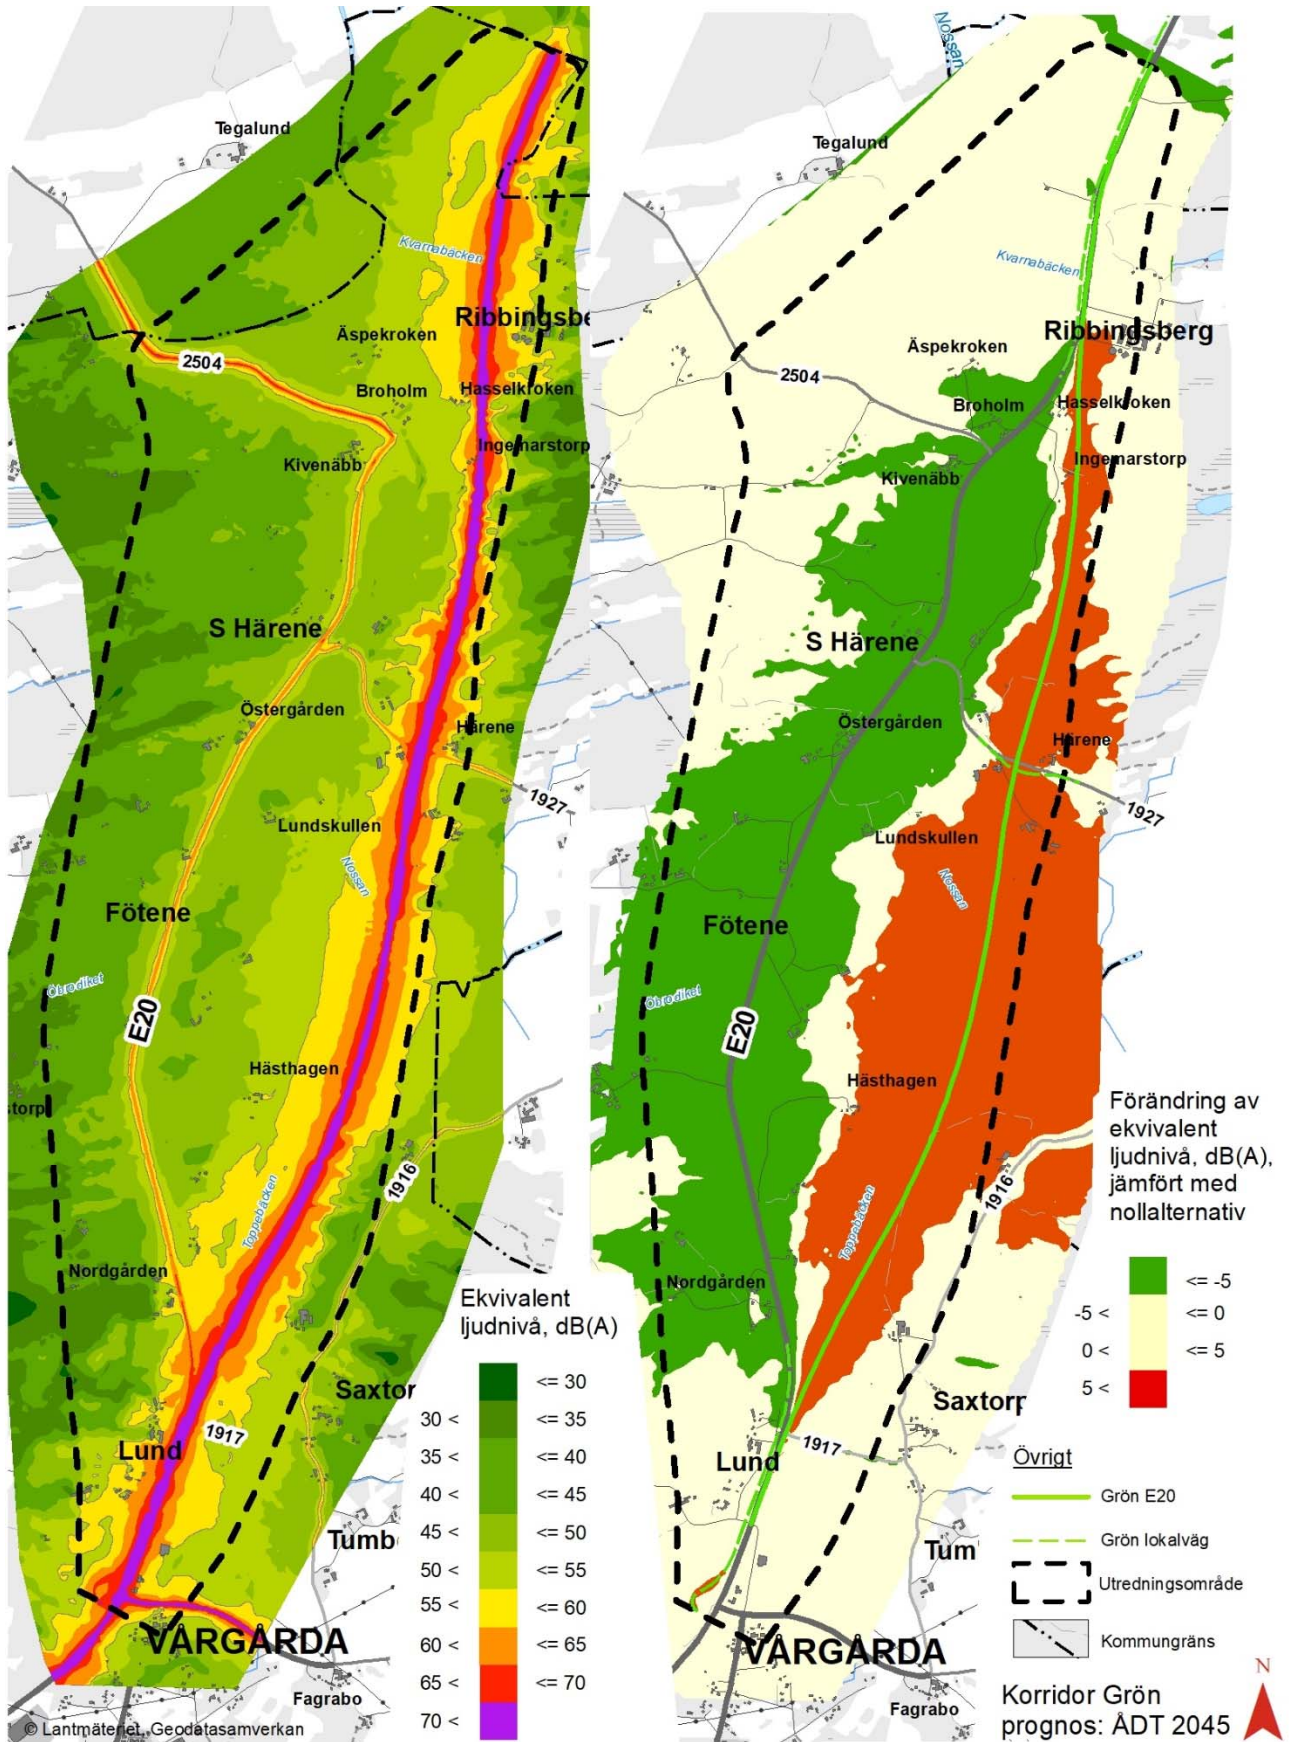 Tegalund
Kvarnabäcken
Ribbingsbe
Äspekroken
2504
Broholm
Hasselkroken
Kivenäbb
Ingemarstorp
S Härene
Östergården
Härene
1927
Lundskullen
Nossan
Fötene
Öbrodiket
E20
Hästhagen
storp
1916
Toppebäcken
Nordgården
Saxtor
1917
Lund
Tumb
VÅRGÅRDA
Fagrabo
© Lantmäteriet, Geodatasamverkan
Ekvivalent
ljudnivå, dB(A)
<= 30
30 < <= 35
35 < <= 40
40 < <= 45
45 < <= 50
50 < <= 55
55 < <= 60
60 < <= 65
65 < <= 70
70 <
Nossan
Tegalund
Kvarnabäcken
Ribbingsberg
Äspekroken
2504
Broholm
Hasselkroken
Kivenäbb
Ingemarstorp
S Härene
Östergården
Härene
1927
Lundskullen
Nossan
Fötene
Öbrodiket
E20
Hästhagen
1916
Toppebäcken
Nordgården
Saxtorp
1917
Lund
Tum
VÅRGÅRDA
Fagrabo
Förändring av
ekvivalent
ljudnivå, dB(A),
jämfört med
nollalternativ
<= -5
-5 < <= 0
0 < <= 5
5 <
Övrigt
Grön E20
Grön lokalväg
Utredningsområde
Kommungräns
N
Korridor Grön
prognos: ÅDT 2045